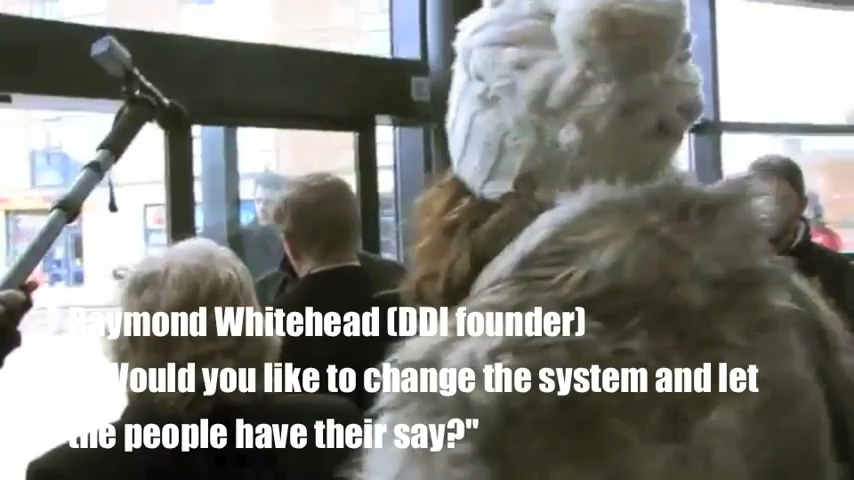 Raymond Whitehead (DDI founder)
"Would you like to change the system and let
the people have their say?"